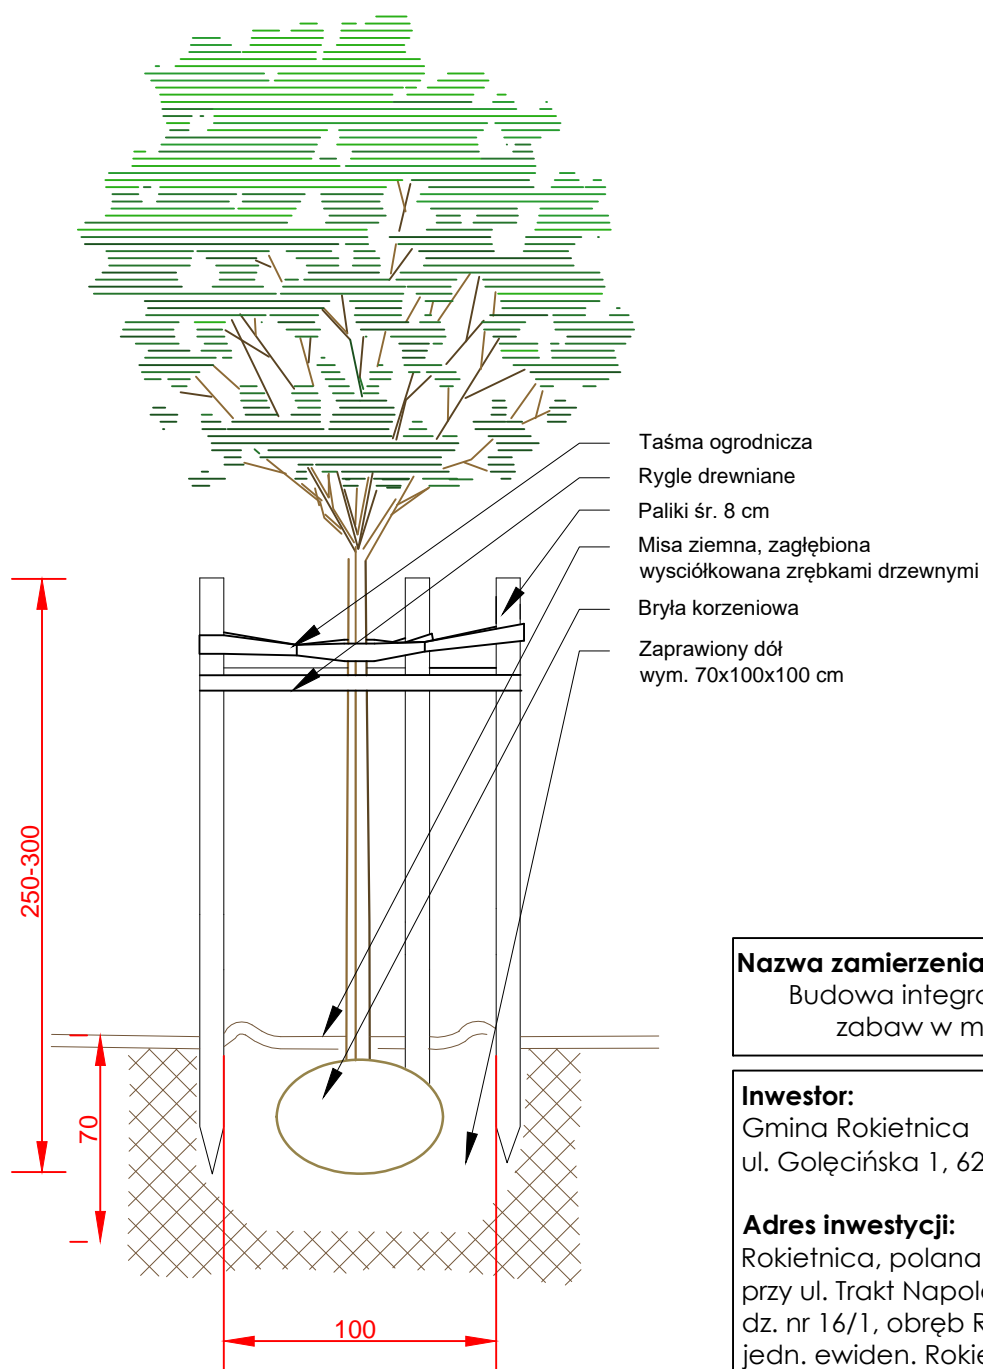 Taśma ogrodnicza
Rygle drewniane
Paliki śr. 8 cm
Misa ziemna, zagłębiona
wysciółkowana zrębkami drzewnymi
Bryła korzeniowa
Zaprawiony dół
wym. 70x100x100 cm
250-300
70
100
Nazwa zamierzenia
Budowa integra
zabaw w m
Inwestor:
Gmina Rokietnica
ul. Golęcińska 1, 62
Adres inwestycji:
Rokietnica, polana
przy ul. Trakt Napole
dz. nr 16/1, obręb R
jedn. ewiden. Rokie